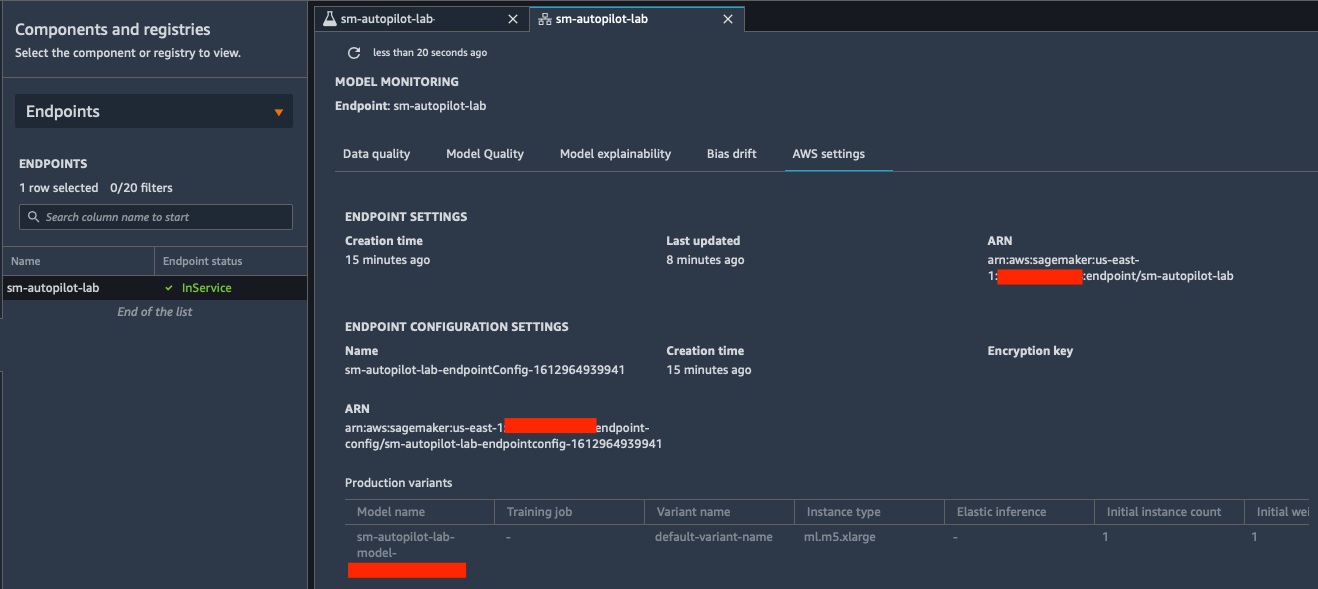 Components and registries
Select the component or registry to view.
Endpoints
ENDPOINTS
1 row selected 0/20 filters
Search column name to start
Name Endpoint status
sm-autopilot-lab InService
End of the list
sm-autopilot-lab- sm-autopilot-lab
less than 20 seconds ago
MODEL MONITORING
Endpoint: sm-autopilot-lab
Data quality Model Quality Model explainability Bias drift AWS settings
ENDPOINT SETTINGS
Creation time Last updated ARN
15 minutes ago 8 minutes ago arn:aws:sagemaker:us-east-
1: :endpoint/sm-autopilot-lab
ENDPOINT CONFIGURATION SETTINGS
Name Creation time Encryption key
sm-autopilot-lab-endpointConfig-1612964939941 15 minutes ago
ARN
arn:aws:sagemaker:us-east-1: endpoint-
config/sm-autopilot-lab-endpointconfig-1612964939941
Production variants
Model name Training job Variant name Instance type Elastic inference Initial instance count Initial wei
sm-autopilot-lab- - default-variant-name ml.m5.xlarge - 1 1
model-